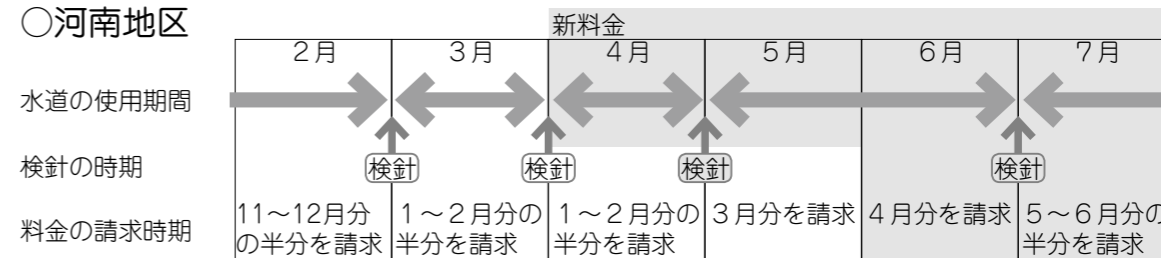 ○河南地区
新料金
2月 3月 4月 5月 6月 7月
水道の使用期間
検針の時期
検針 検針 検針 検針
料金の請求時期
11～12月分の半分を請求
1～2月分の半分を請求
1～2月分の半分を請求
3月分を請求
4月分を請求
5～6月分の半分を請求